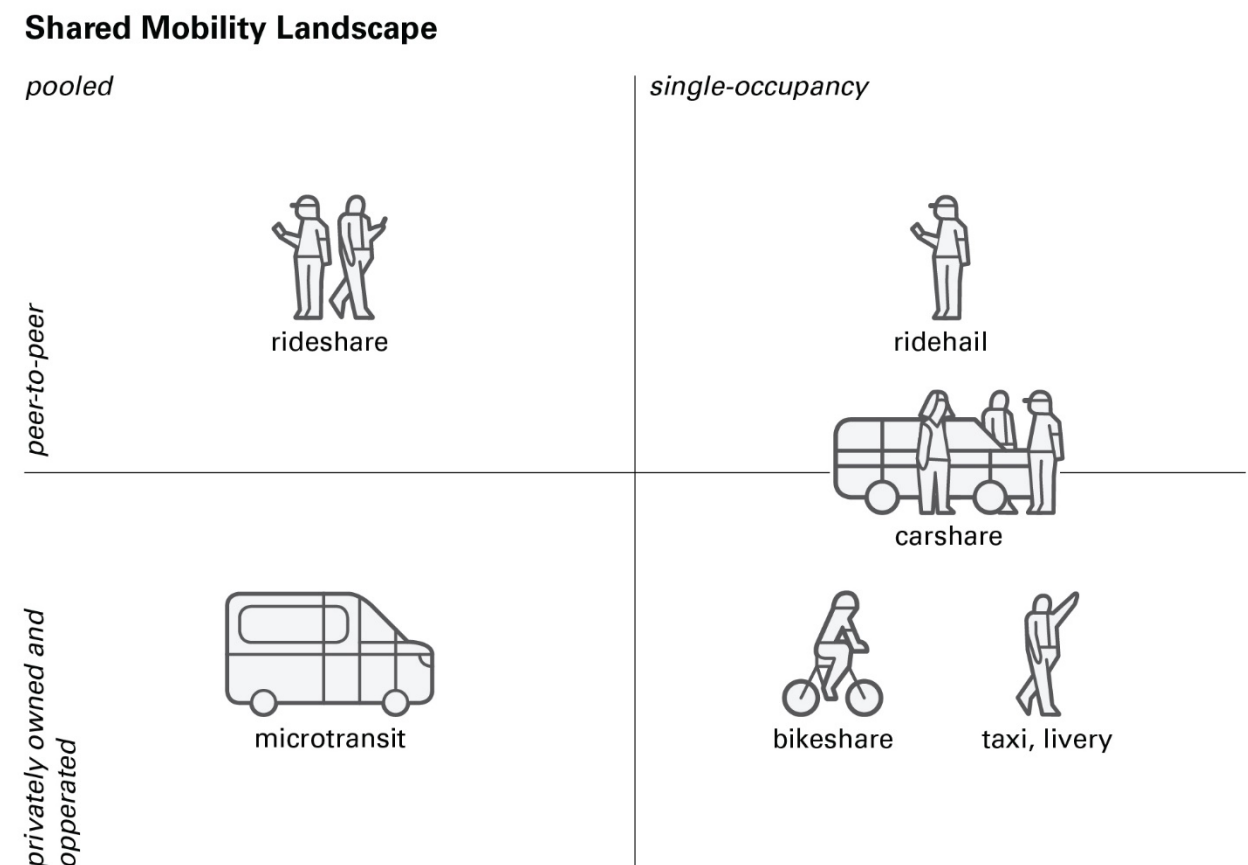 Shared Mobility Landscape
pooled
single-occupancy
peer-to-peer
rideshare
ridehail
carshare
privately owned and
opperated
microtransit
bikeshare
taxi, livery